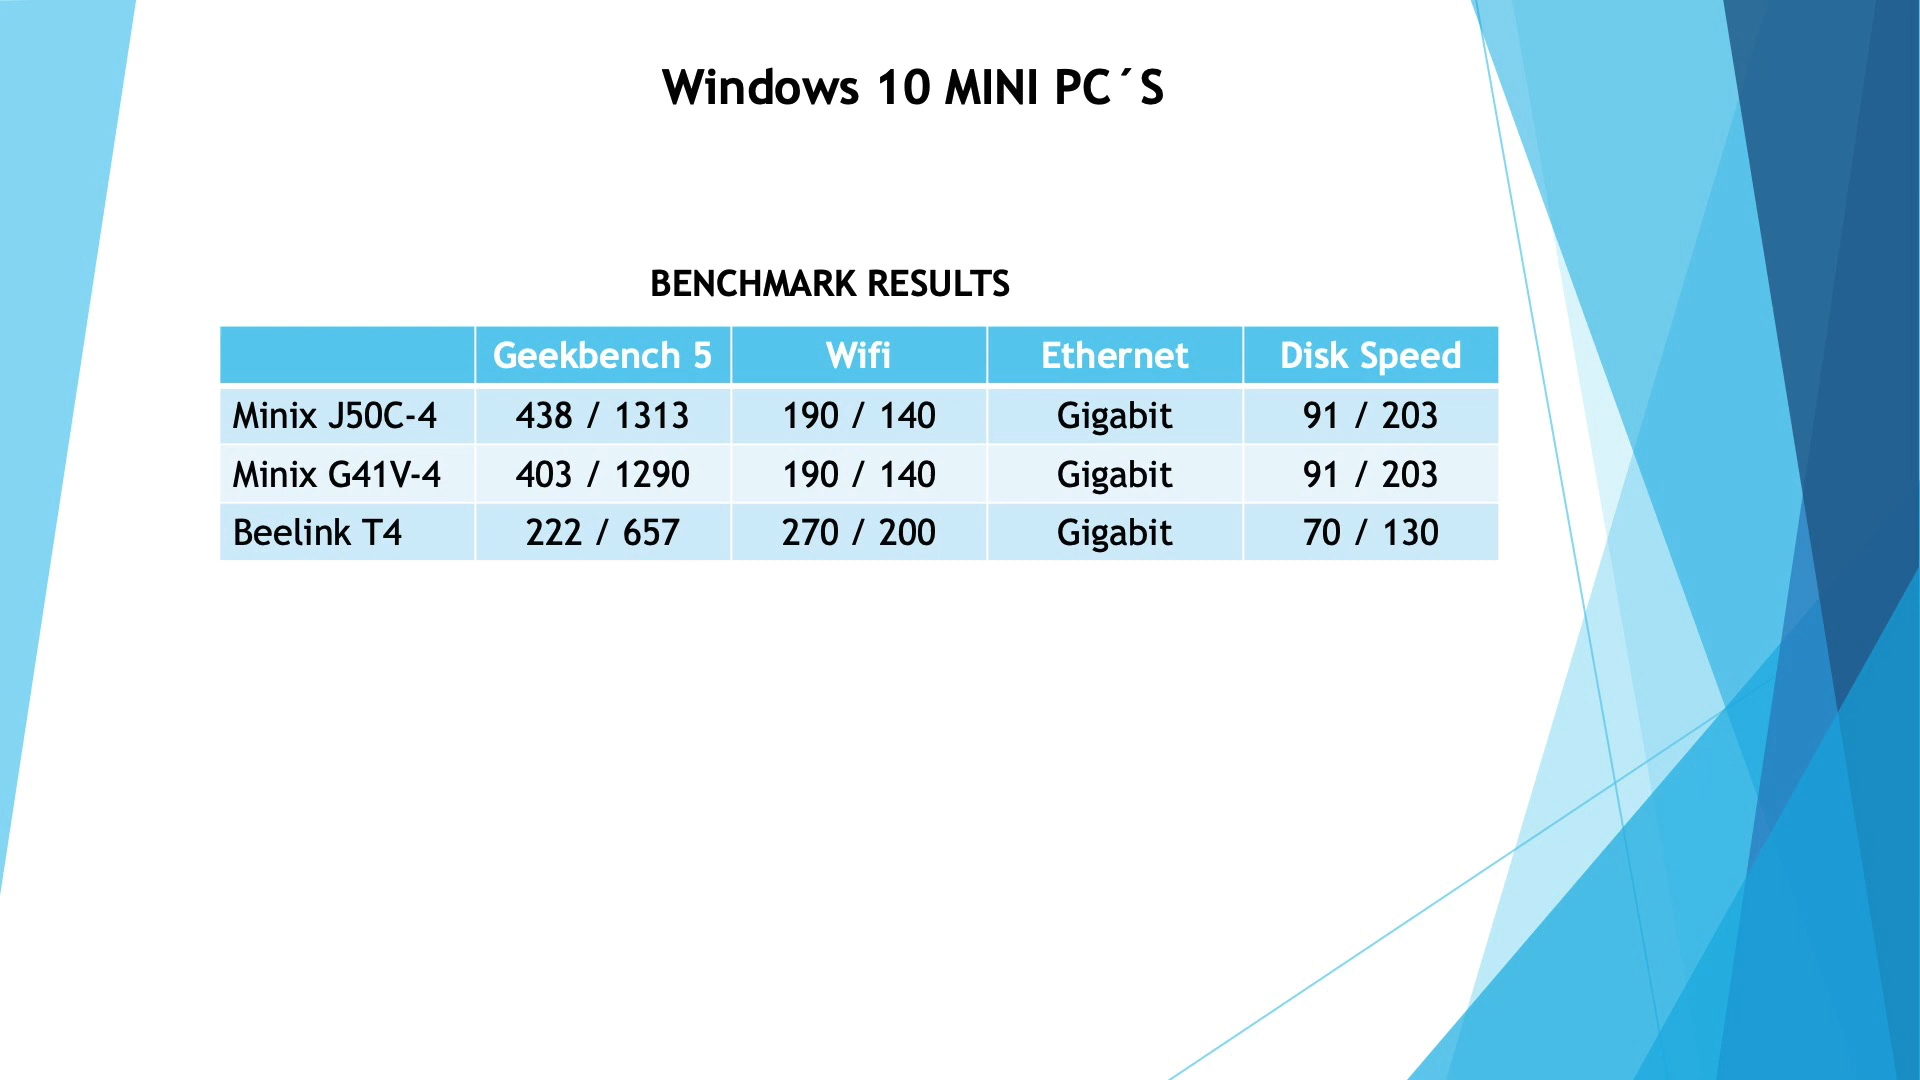 Windows 10 MINI PC´S
BENCHMARK RESULTS
Geekbench 5 Wifi Ethernet Disk Speed
Minix J50C-4 438 / 1313 190 / 140 Gigabit 91 / 203
Minix G41V-4 403 / 1290 190 / 140 Gigabit 91 / 203
Beelink T4 222 / 657 270 / 200 Gigabit 70 / 130